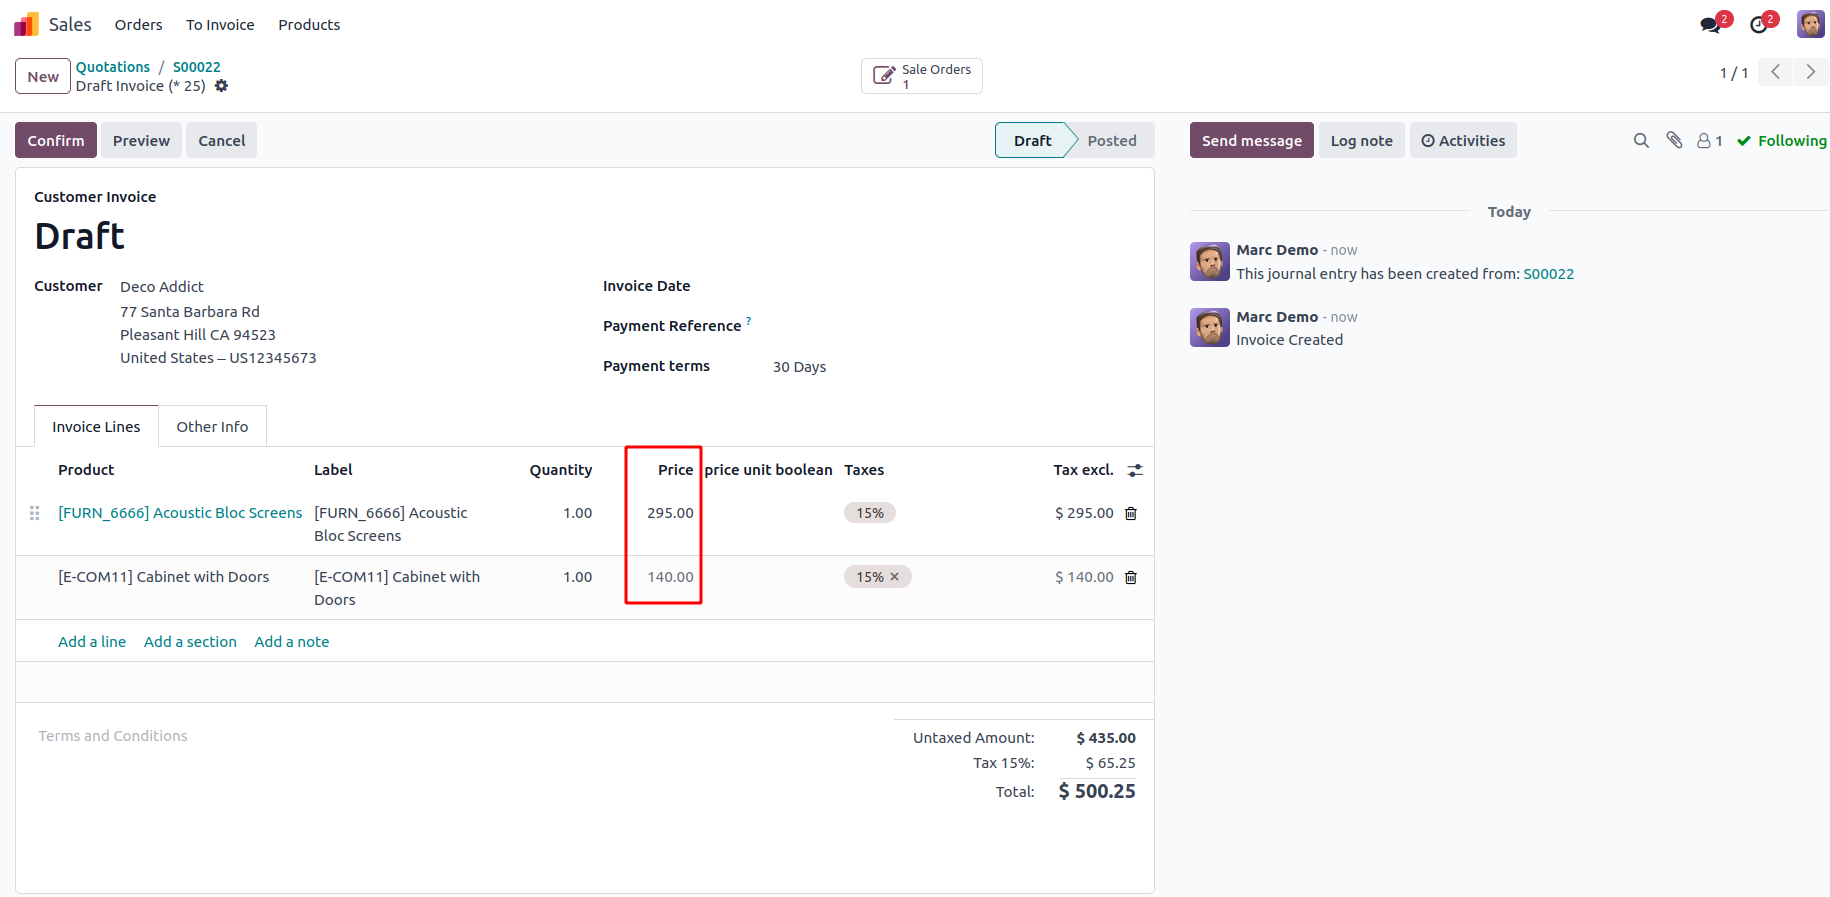 Sales Orders To Invoice Products 2 2
New Quotations / S00022
Draft Invoice (* 25)
Sale Orders
1
1 / 1
Confirm Preview Cancel Draft Posted
Send message Log note Activities 1 Following
Customer Invoice
Draft
Customer Deco Addict
77 Santa Barbara Rd
Pleasant Hill CA 94523
United States – US12345673
Invoice Date
Payment Reference ?
Payment terms 30 Days
Invoice Lines Other Info
Product Label Quantity Price price unit boolean Taxes Tax excl.
[FURN_6666] Acoustic Bloc Screens [FURN_6666] Acoustic Bloc Screens 1.00 295.00 15% $ 295.00
[E-COM11] Cabinet with Doors [E-COM11] Cabinet with Doors 1.00 140.00 15% × $ 140.00
Add a line Add a section Add a note
Terms and Conditions
Untaxed Amount: $ 435.00
Tax 15%: $ 65.25
Total: $ 500.25
Today
Marc Demo - now
This journal entry has been created from: S00022
Marc Demo - now
Invoice Created